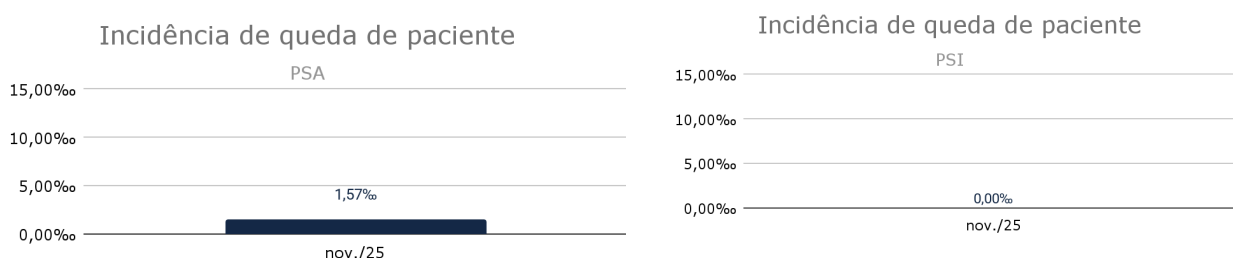 Incidência de queda de paciente
PSA
15,00‰
10,00‰
5,00‰
1,57‰
0,00‰
nov./25
Incidência de queda de paciente
PSI
15,00‰
10,00‰
5,00‰
0,00‰
0,00‰
nov./25